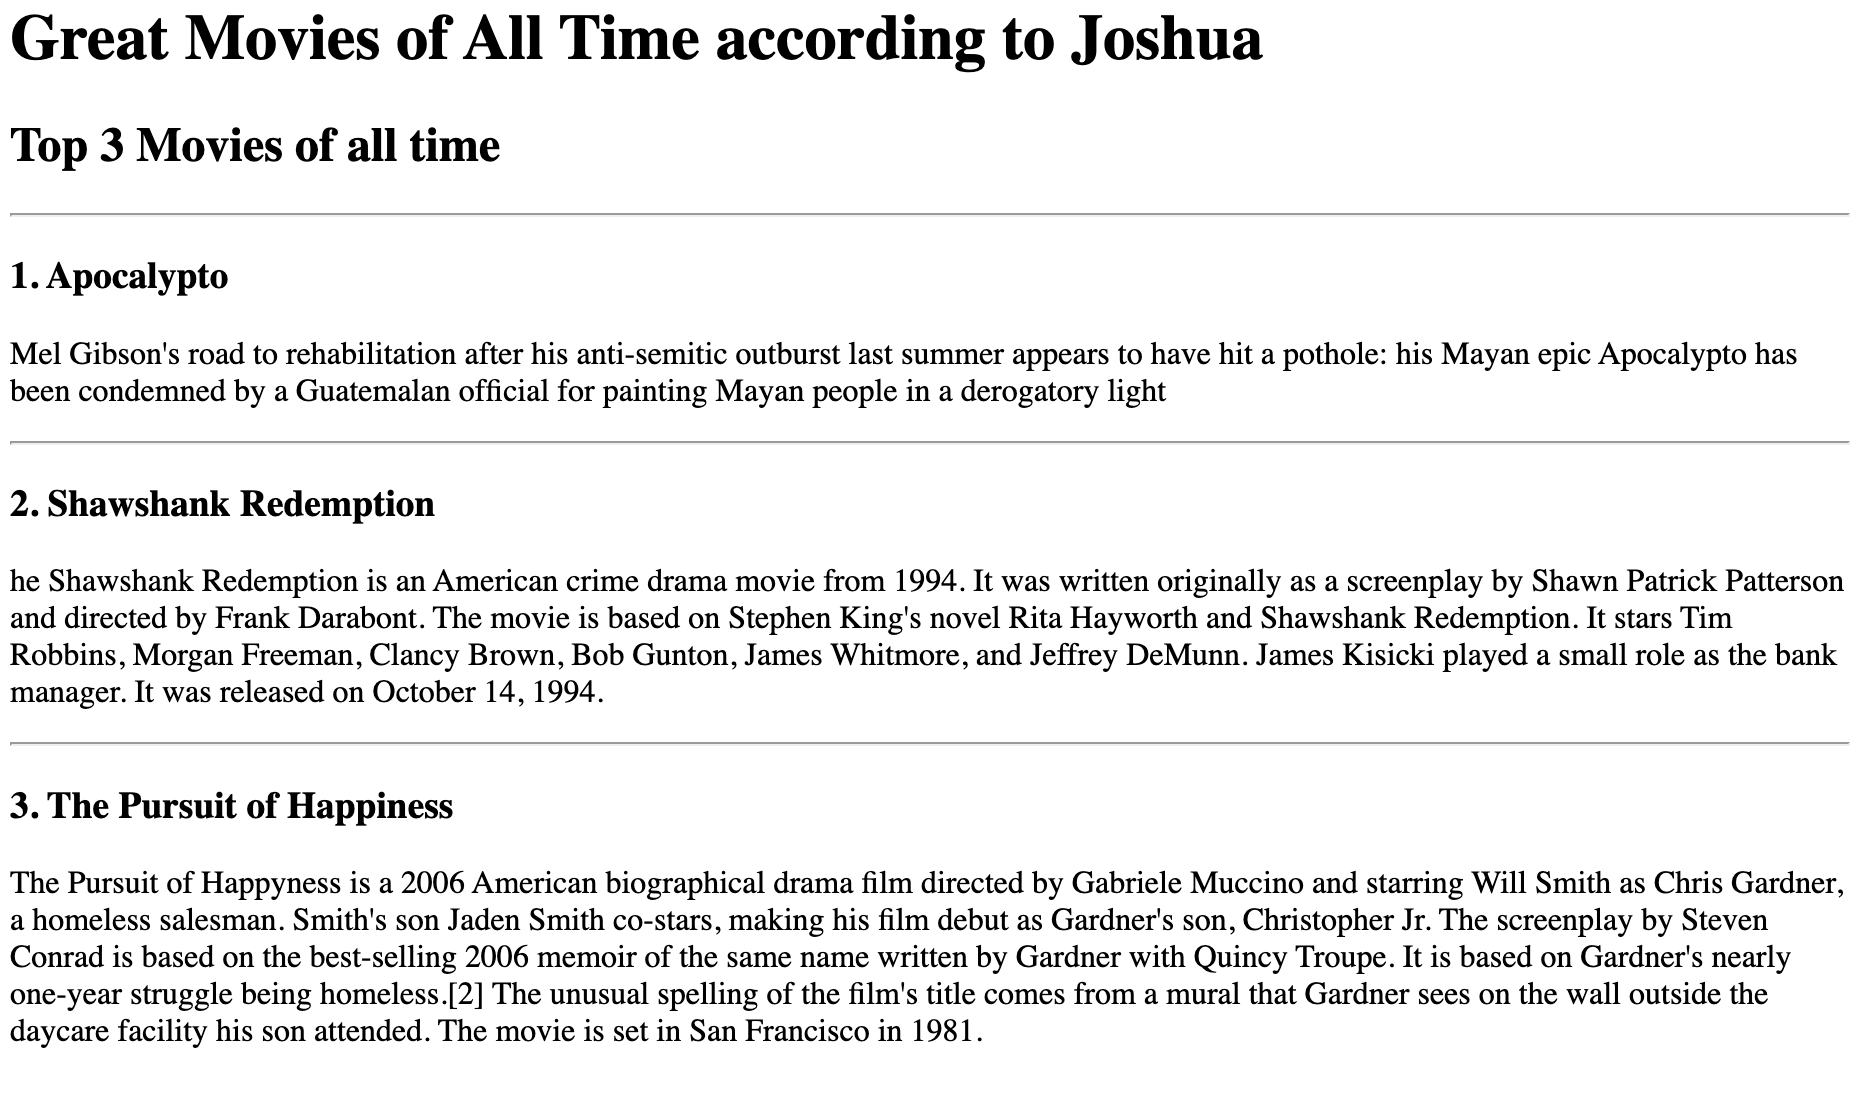 Great Movies of All Time according to Joshua
Top 3 Movies of all time
1. Apocalypto
Mel Gibson's road to rehabilitation after his anti-semitic outburst last summer appears to have hit a pothole: his Mayan epic Apocalypto has
been condemned by a Guatemalan official for painting Mayan people in a derogatory light
2. Shawshank Redemption
he Shawshank Redemption is an American crime drama movie from 1994. It was written originally as a screenplay by Shawn Patrick Patterson
and directed by Frank Darabont. The movie is based on Stephen King's novel Rita Hayworth and Shawshank Redemption. It stars Tim
Robbins, Morgan Freeman, Clancy Brown, Bob Gunton, James Whitmore, and Jeffrey DeMunn. James Kisicki played a small role as the bank
manager. It was released on October 14, 1994.
3. The Pursuit of Happiness
The Pursuit of Happyness is a 2006 American biographical drama film directed by Gabriele Muccino and starring Will Smith as Chris Gardner,
a homeless salesman. Smith's son Jaden Smith co-stars, making his film debut as Gardner's son, Christopher Jr. The screenplay by Steven
Conrad is based on the best-selling 2006 memoir of the same name written by Gardner with Quincy Troupe. It is based on Gardner's nearly
one-year struggle being homeless.[2] The unusual spelling of the film's title comes from a mural that Gardner sees on the wall outside the
daycare facility his son attended. The movie is set in San Francisco in 1981.